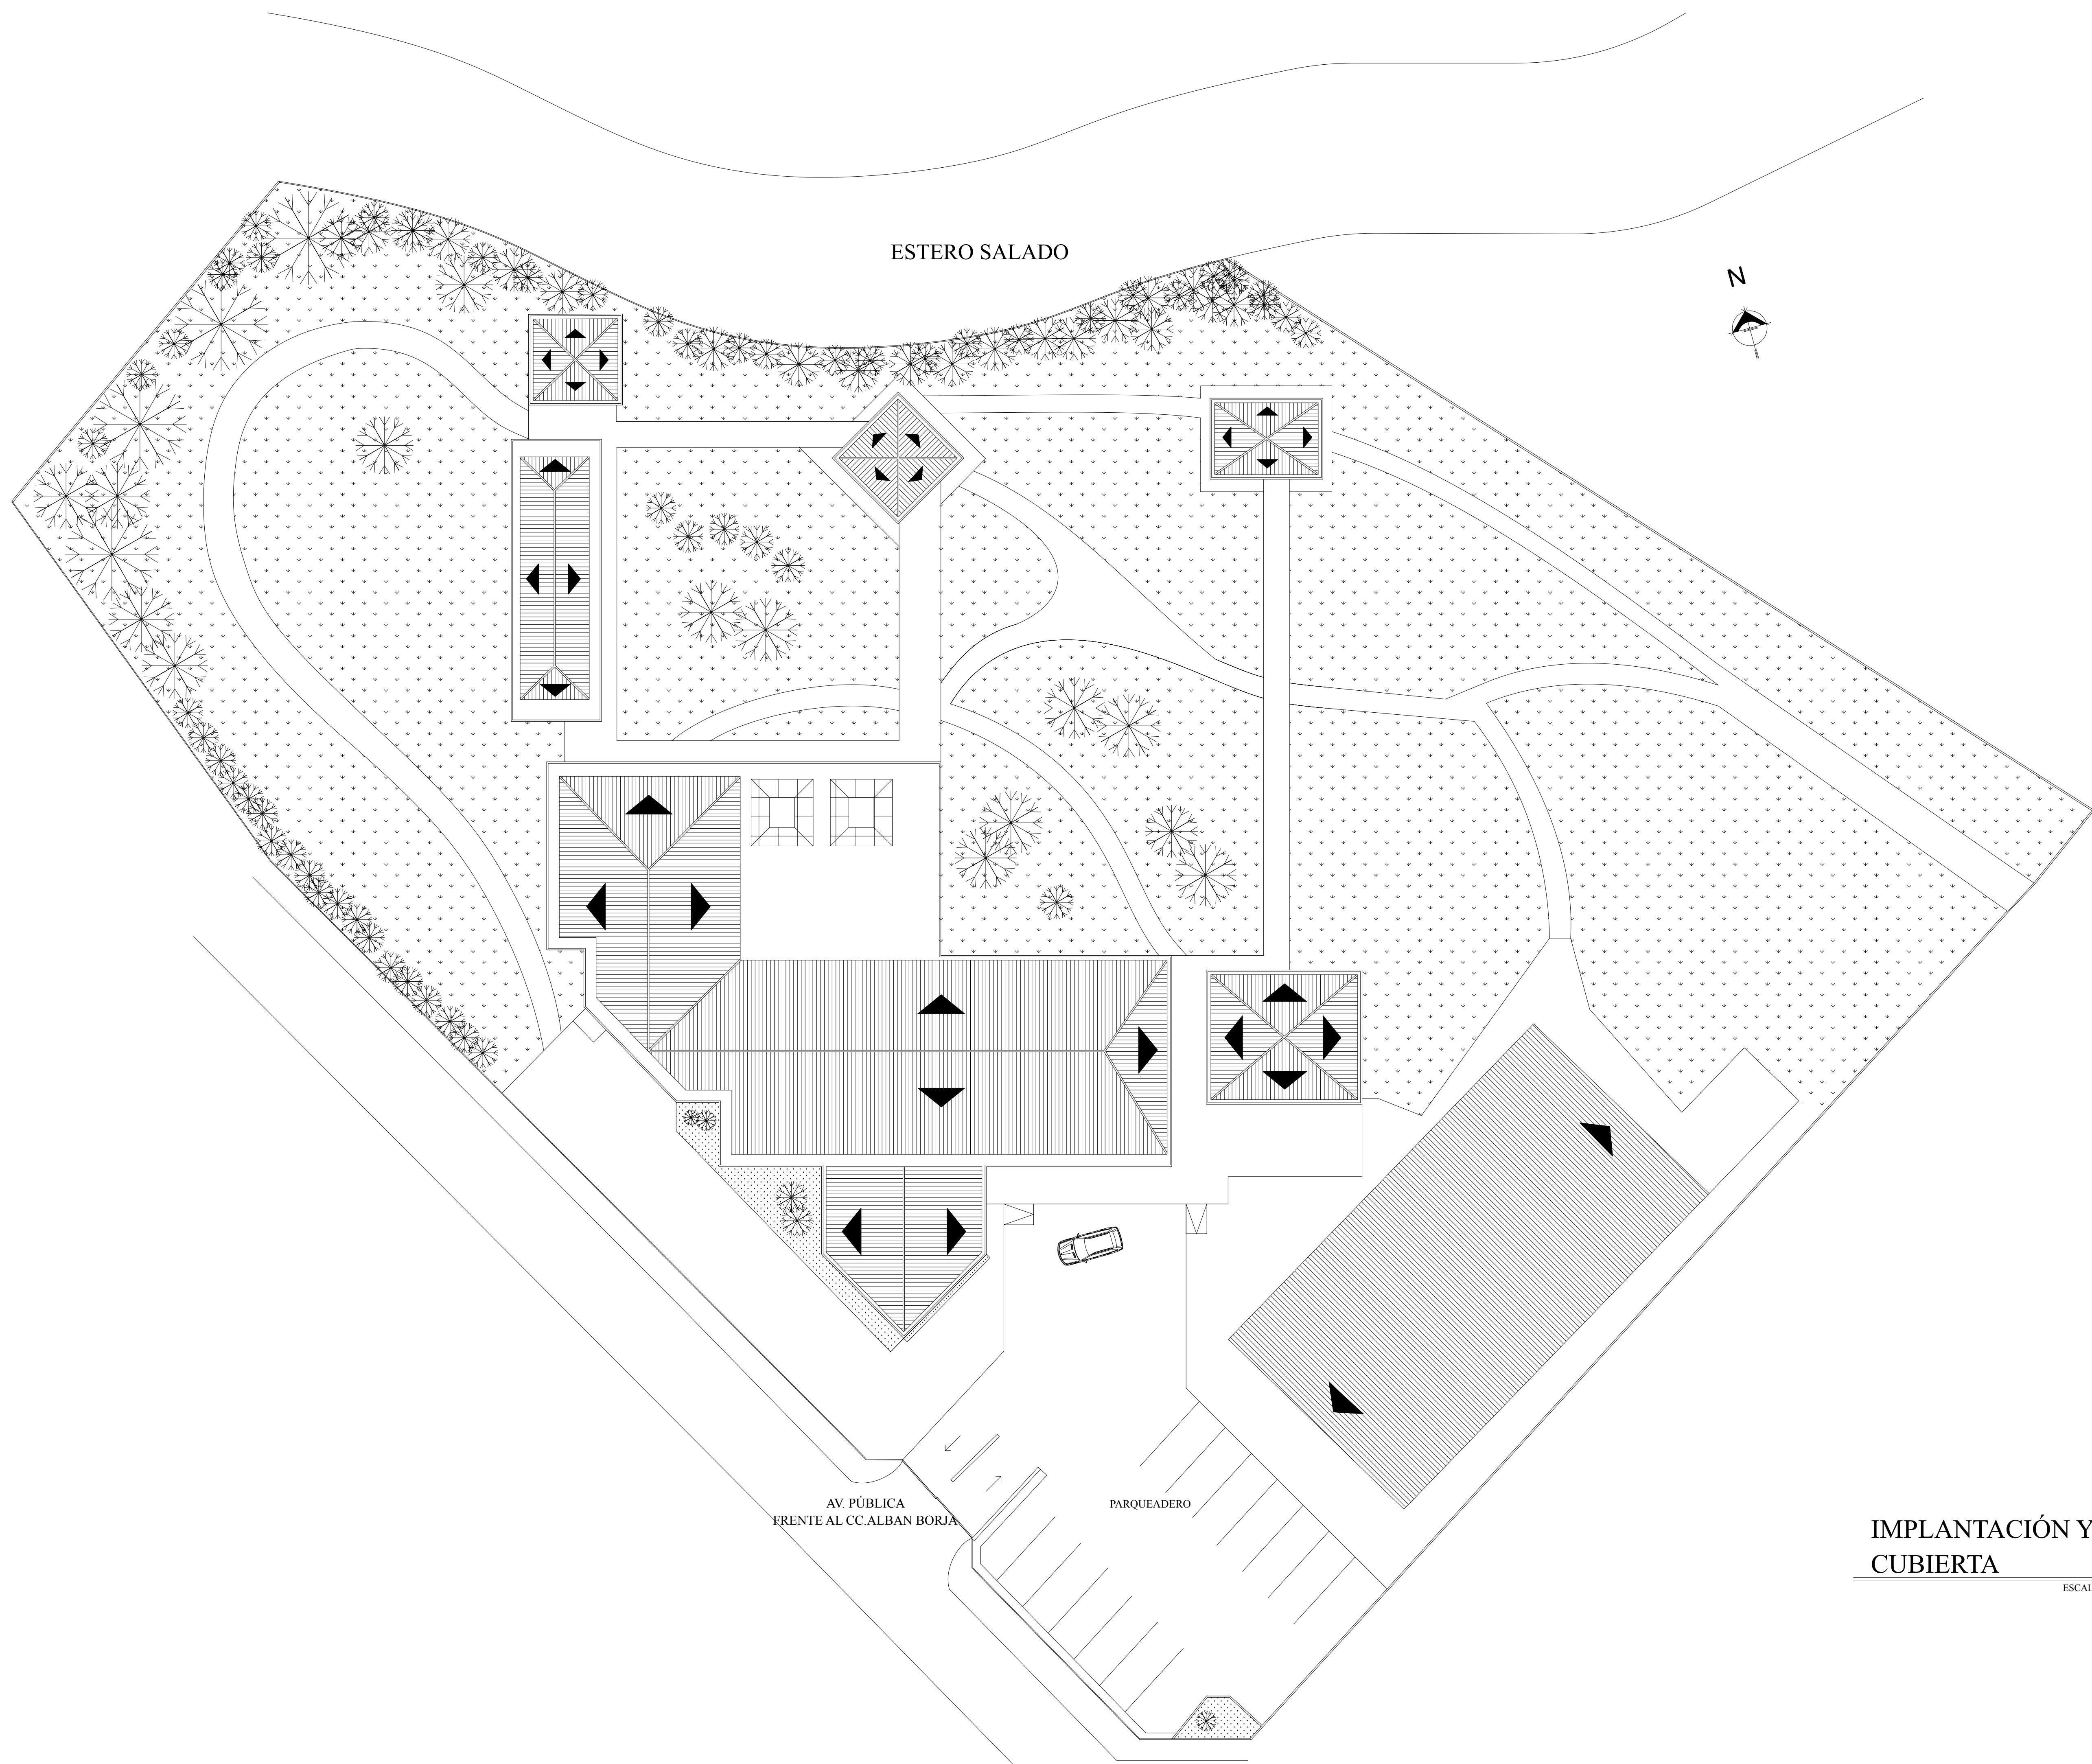 ESTERO SALADO
N
AV. PÚBLICA
FRENTE AL CC.ALBAN BORJA
PARQUEADERO
IMPLANTACIÓN Y
CUBIERTA
ESCAL